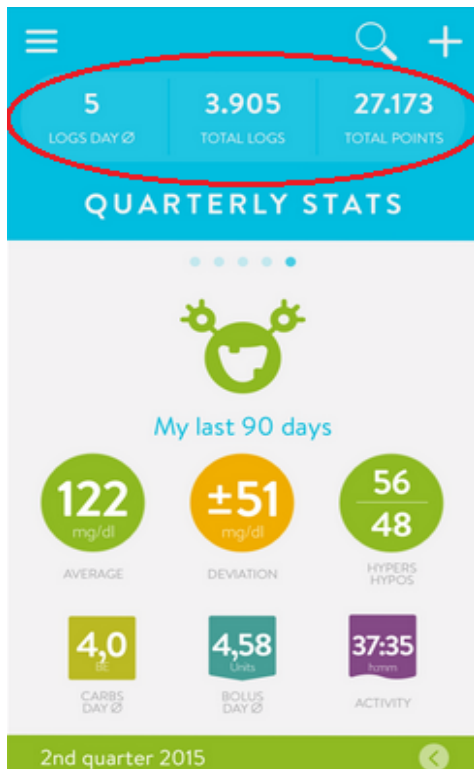 5 3.905 27.173
LOGS DAY Ø TOTAL LOGS TOTAL POINTS
QUARTERLY STATS
My last 90 days
122 ±51 56
mg/dl mg/dl 48
AVERAGE DEVIATION HYPERS
HYPOS
4,0 4,58 37:35
BE Units h:mm
CARBS BOLUS ACTIVITY
DAY Ø DAY Ø
2nd quarter 2015